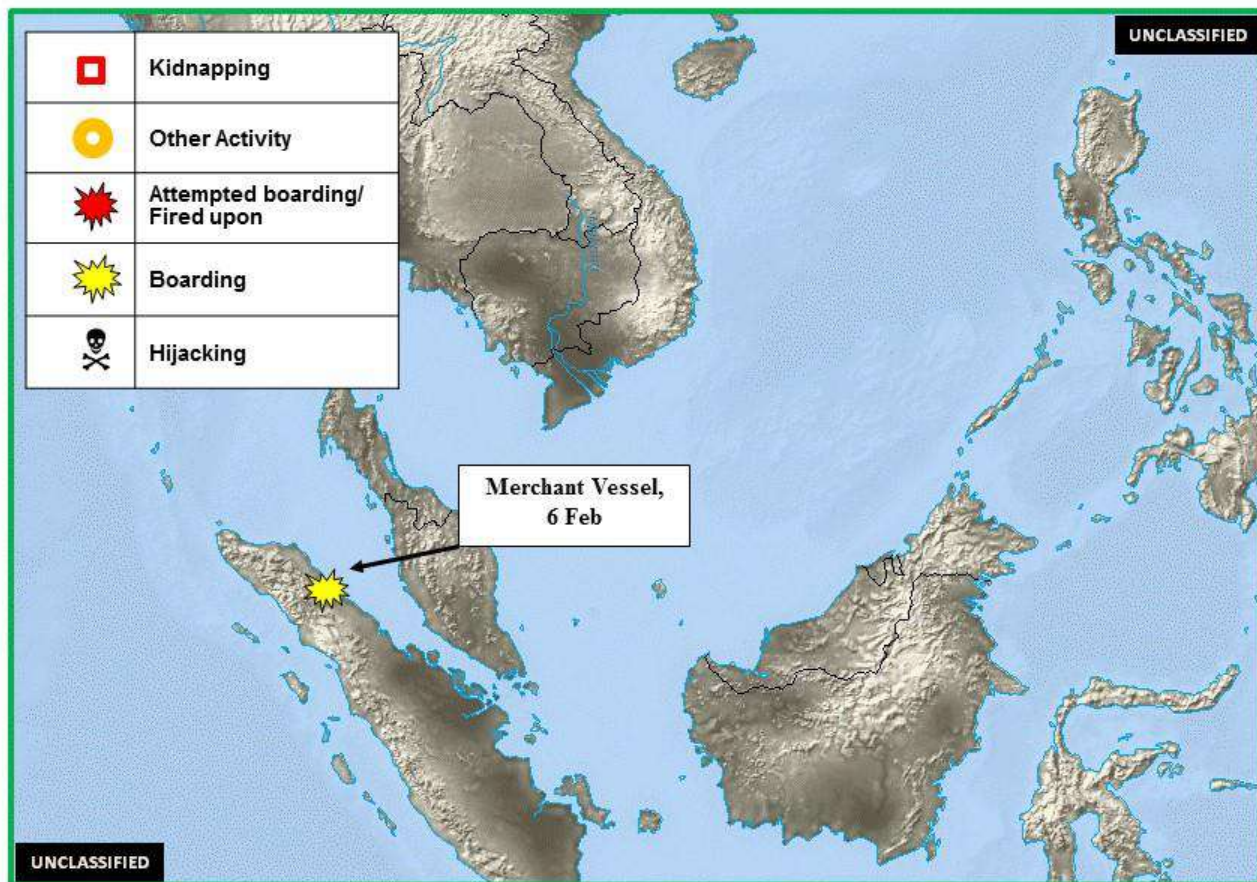 UNCLASSIFIED
Kidnapping
Other Activity
Attempted boarding/
Fired upon
Boarding
Hijacking
Merchant Vessel,
6 Feb
UNCLASSIFIED